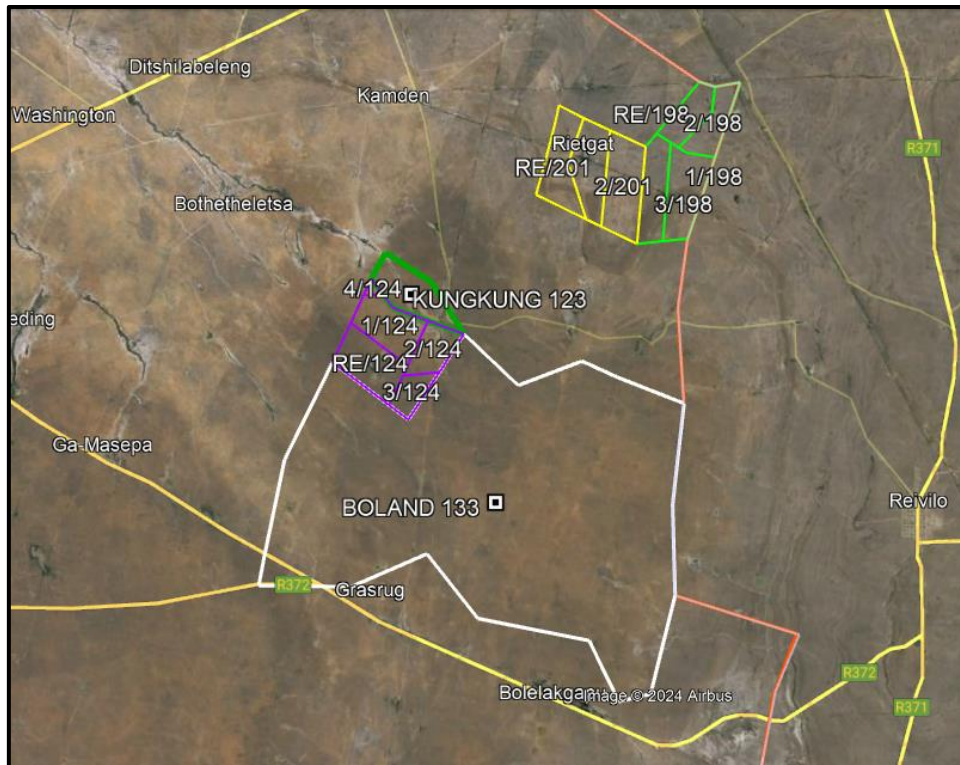 Ditshilabeleng
Kamden
Washington
R371
RE/198
2/198
Rietgat
RE/201
2/201
1/198
3/198
Bothetheletsa
4/124
KUNGKUNG 123
eding
1/124
2/124
RE/124
3/124
Ga-Masepa
BOLAND 133
Reivilo
R372
Grasrug
R372
Image © 2024 Airbus
R371